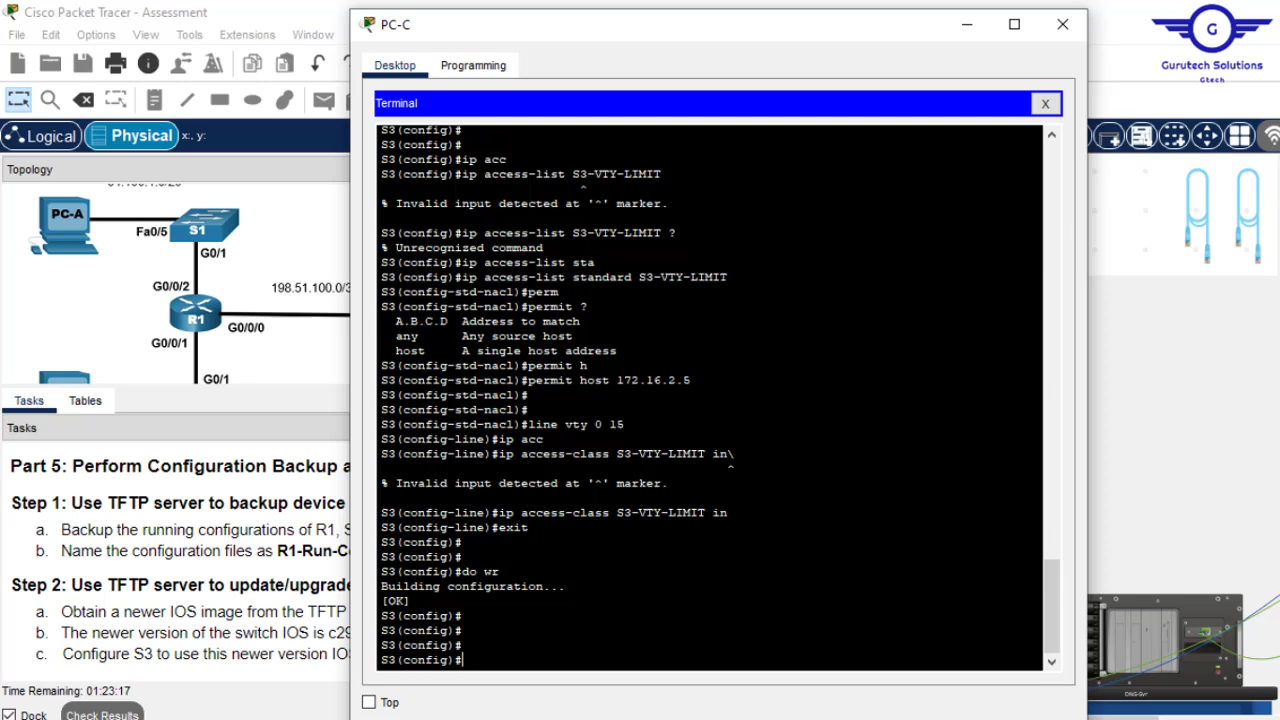 Cisco Packet Tracer - Assessment
File Edit Options View Tools Extensions Window
Logical Physical x:, y:
Topology
PC-A
Fa0/5
S1
G0/1
G0/0/2
198.51.100.0/3
R1
G0/0/0
G0/0/1
G0/1
Tasks Tables
Tasks
Part 5: Perform Configuration Backup a
Step 1: Use TFTP server to backup device
a. Backup the running configurations of R1, S
b. Name the configuration files as R1-Run-C
Step 2: Use TFTP server to update/upgrade
a. Obtain a newer IOS image from the TFTP
b. The newer version of the switch IOS is c29
c. Configure S3 to use this newer version IO
Time Remaining: 01:23:17
Dock Check Results
PC-C
Desktop Programming
Terminal
X
S3(config)#
S3(config)#
S3(config)#ip acc
S3(config)#ip access-list S3-VTY-LIMIT
^
% Invalid input detected at '^' marker.
S3(config)#ip access-list S3-VTY-LIMIT ?
% Unrecognized command
S3(config)#ip access-list sta
S3(config)#ip access-list standard S3-VTY-LIMIT
S3(config-std-nacl)#perm
S3(config-std-nacl)#permit ?
A.B.C.D Address to match
any Any source host
host A single host address
S3(config-std-nacl)#permit h
S3(config-std-nacl)#permit host 172.16.2.5
S3(config-std-nacl)#
S3(config-std-nacl)#
S3(config-std-nacl)#line vty 0 15
S3(config-line)#ip acc
S3(config-line)#ip access-class S3-VTY-LIMIT in\
^
% Invalid input detected at '^' marker.
S3(config-line)#ip access-class S3-VTY-LIMIT in
S3(config-line)#exit
S3(config)#
S3(config)#
S3(config)#do wr
Building configuration...
[OK]
S3(config)#
S3(config)#
S3(config)#
S3(config)#
Top
G
Gurutech Solutions
Gtech